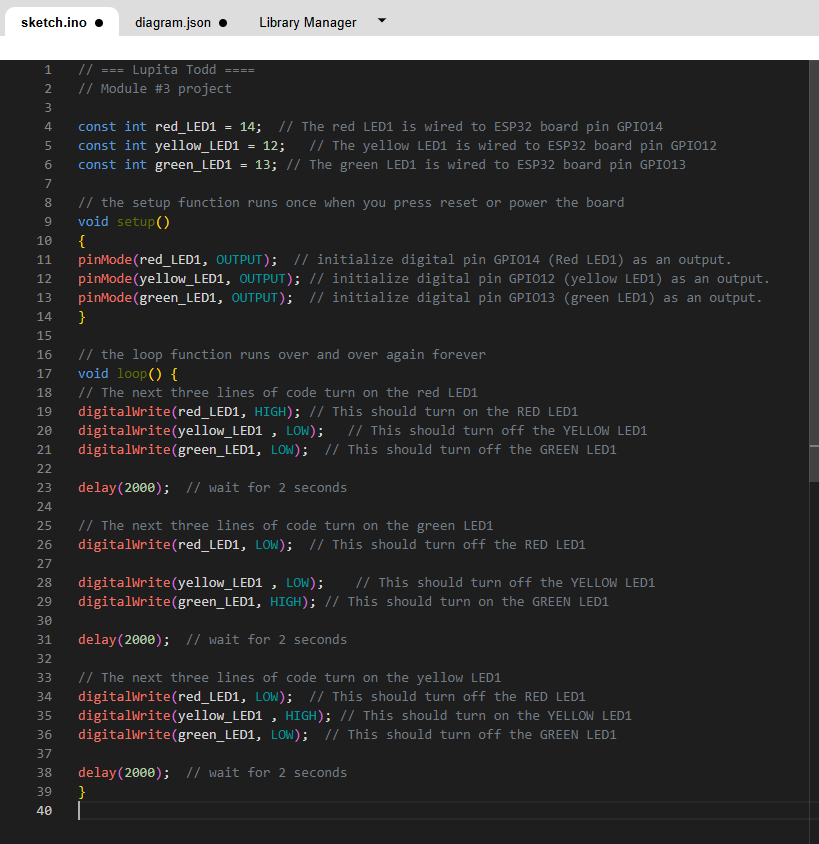 sketch.ino ● diagram.json ● Library Manager
1 // === Lupita Todd ====
2 // Module #3 project
3
4 const int red_LED1 = 14;  // The red LED1 is wired to ESP32 board pin GPIO14
5 const int yellow_LED1 = 12;   // The yellow LED1 is wired to ESP32 board pin GPIO12
6 const int green_LED1 = 13; // The green LED1 is wired to ESP32 board pin GPIO13
7
8 // the setup function runs once when you press reset or power the board
9 void setup()
10 {
11 pinMode(red_LED1, OUTPUT);  // initialize digital pin GPIO14 (Red LED1) as an output.
12 pinMode(yellow_LED1, OUTPUT); // initialize digital pin GPIO12 (yellow LED1) as an output.
13 pinMode(green_LED1, OUTPUT);  // initialize digital pin GPIO13 (green LED1) as an output.
14 }
15
16 // the loop function runs over and over again forever
17 void loop() {
18 // The next three lines of code turn on the red LED1
19 digitalWrite(red_LED1, HIGH); // This should turn on the RED LED1
20 digitalWrite(yellow_LED1 , LOW);   // This should turn off the YELLOW LED1
21 digitalWrite(green_LED1, LOW);  // This should turn off the GREEN LED1
22
23 delay(2000);  // wait for 2 seconds
24
25 // The next three lines of code turn on the green LED1
26 digitalWrite(red_LED1, LOW);  // This should turn off the RED LED1
27
28 digitalWrite(yellow_LED1 , LOW);    // This should turn off the YELLOW LED1
29 digitalWrite(green_LED1, HIGH); // This should turn on the GREEN LED1
30
31 delay(2000);  // wait for 2 seconds
32
33 // The next three lines of code turn on the yellow LED1
34 digitalWrite(red_LED1, LOW);  // This should turn off the RED LED1
35 digitalWrite(yellow_LED1 , HIGH); // This should turn on the YELLOW LED1
36 digitalWrite(green_LED1, LOW);  // This should turn off the GREEN LED1
37
38 delay(2000);  // wait for 2 seconds
39 }
40